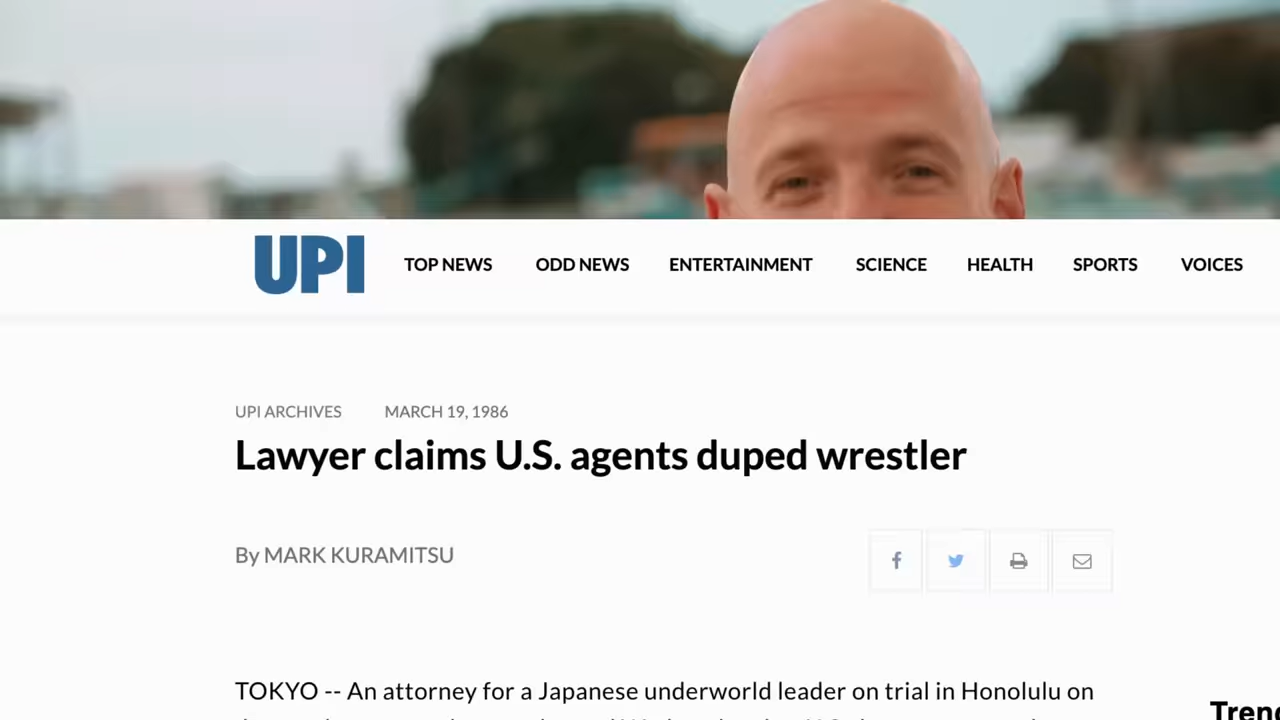 UPI TOP NEWS ODD NEWS ENTERTAINMENT SCIENCE HEALTH SPORTS VOICES
UPI ARCHIVES MARCH 19, 1986
Lawyer claims U.S. agents duped wrestler
By MARK KURAMITSU
TOKYO -- An attorney for a Japanese underworld leader on trial in Honolulu on